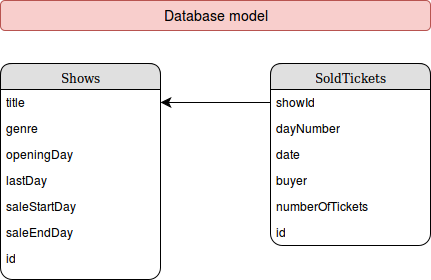 Database model
Shows
title
genre
openingDay
lastDay
saleStartDay
saleEndDay
id
SoldTickets
showId
dayNumber
date
buyer
numberOfTickets
id